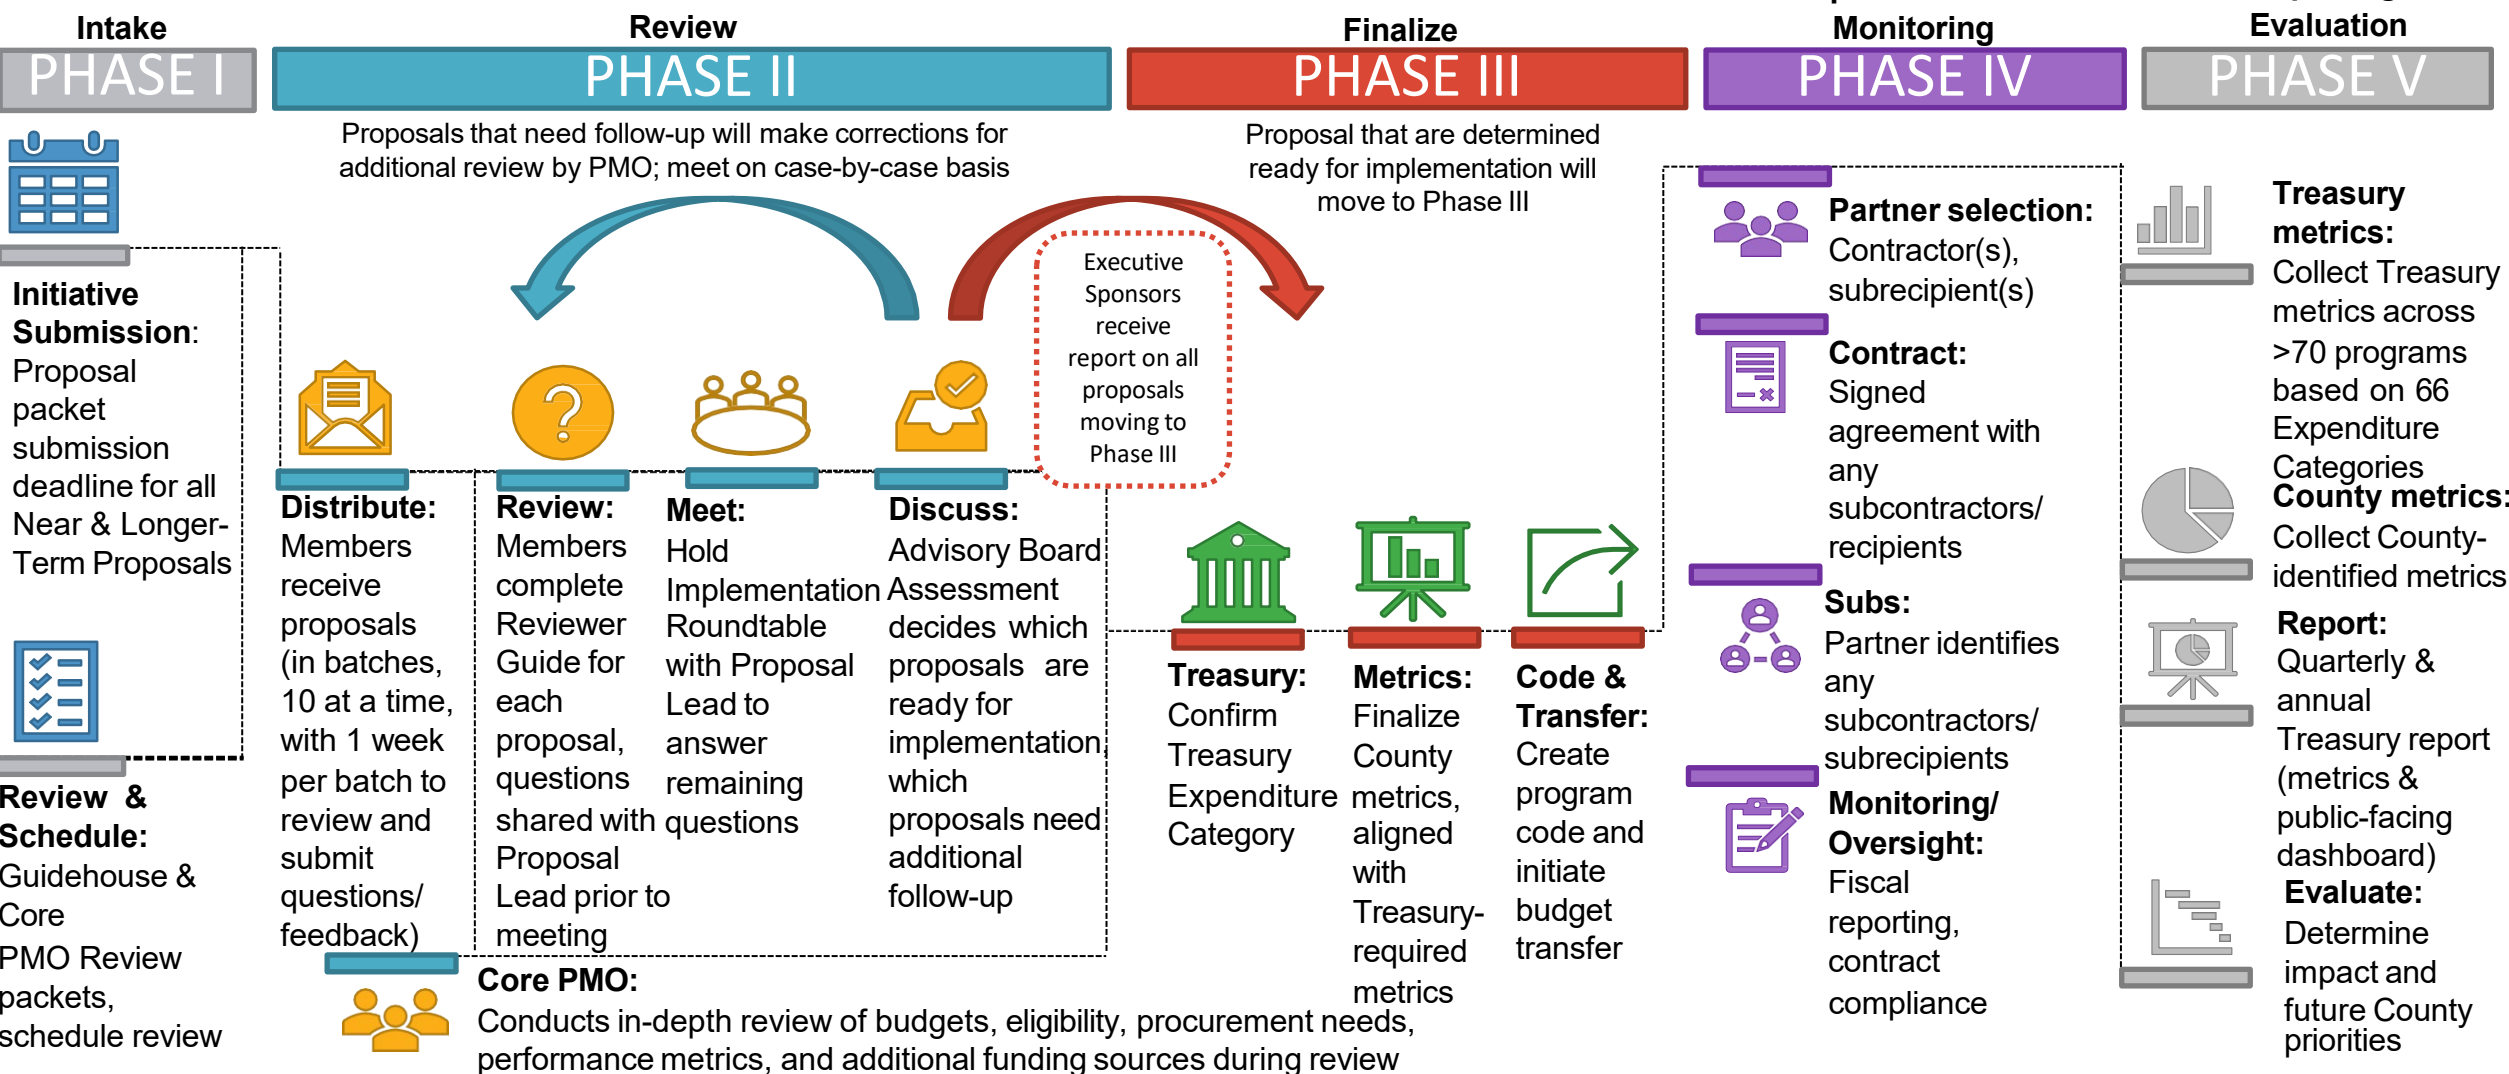 Intake
PHASE I
Initiative
Submission:
Proposal
packet
submission
deadline for all
Near & Longer-
Term Proposals
Review &
Schedule:
Guidehouse &
Core
PMO Review
packets,
schedule review
Review
PHASE II
Proposals that need follow-up will make corrections for
additional review by PMO; meet on case-by-case basis
Distribute:
Members
receive
proposals
(in batches,
10 at a time,
with 1 week
per batch to
review and
submit
questions/
feedback)
Review:
Members
complete
Reviewer
Guide for
each
proposal,
questions
shared with
Proposal
Lead prior to
meeting
Meet:
Hold
Implementation
Roundtable
with Proposal
Lead to
answer
remaining
questions
Discuss:
Advisory Board
Assessment
decides which
proposals are
ready for
implementation,
which
proposals need
additional
follow-up
Core PMO:
Conducts in-depth review of budgets, eligibility, procurement needs,
performance metrics, and additional funding sources during review
Executive
Sponsors
receive
report on all
proposals
moving to
Phase III
Finalize
PHASE III
Proposal that are determined
ready for implementation will
move to Phase III
Treasury:
Confirm
Treasury
Expenditure
Category
Metrics:
Finalize
County
metrics,
aligned
with
Treasury-
required
metrics
Code &
Transfer:
Create
program
code and
initiate
budget
transfer
Monitoring
PHASE IV
Partner selection:
Contractor(s),
subrecipient(s)
Contract:
Signed
agreement with
any
subcontractors/
recipients
Subs:
Partner identifies
any
subcontractors/
subrecipients
Monitoring/
Oversight:
Fiscal
reporting,
contract
compliance
Evaluation
PHASE V
Treasury
metrics:
Collect Treasury
metrics across
>70 programs
based on 66
Expenditure
Categories
County metrics:
Collect County-
identified metrics
Report:
Quarterly &
annual
Treasury report
(metrics &
public-facing
dashboard)
Evaluate:
Determine
impact and
future County
priorities